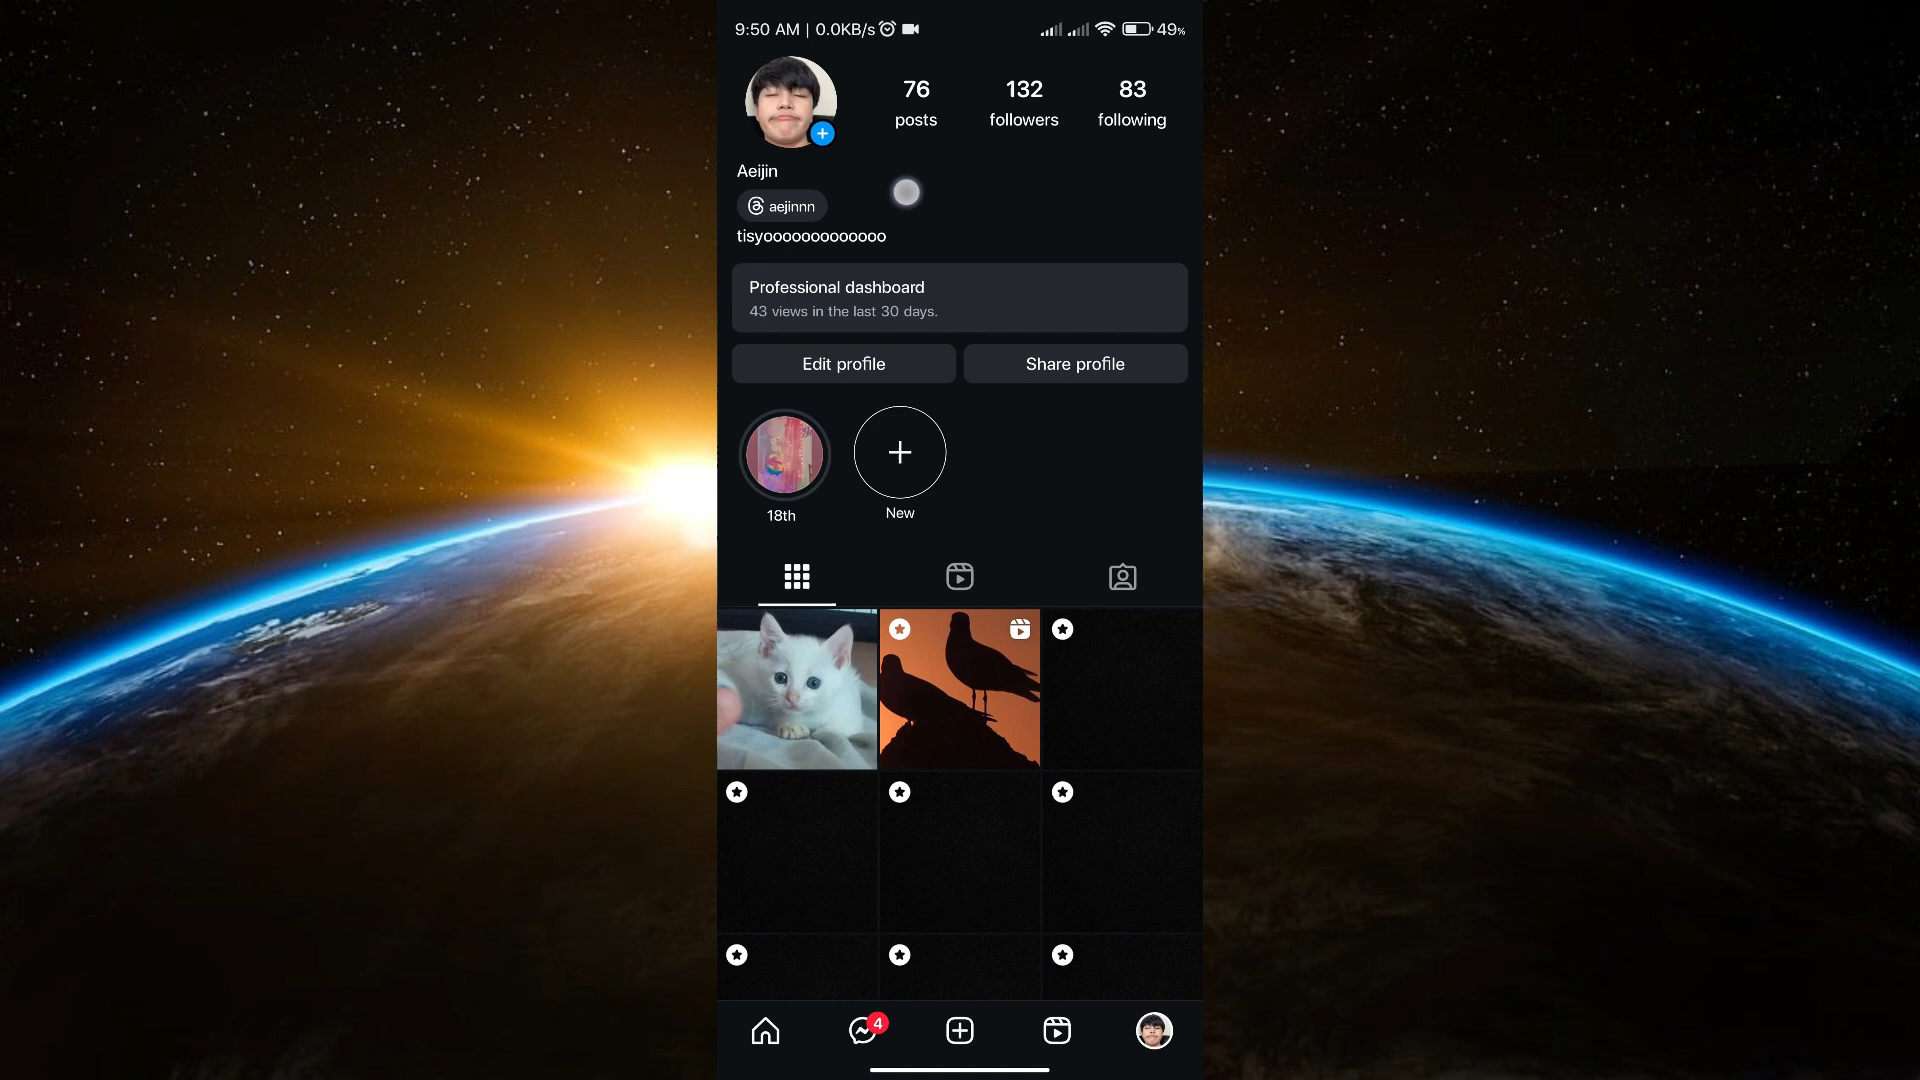 9:50 AM | 0.0KB/s 49%
76 132 83
posts followers following
Aeijin
aejinnn
tisyooooooooooooo
Professional dashboard
43 views in the last 30 days.
Edit profile Share profile
18th New
4